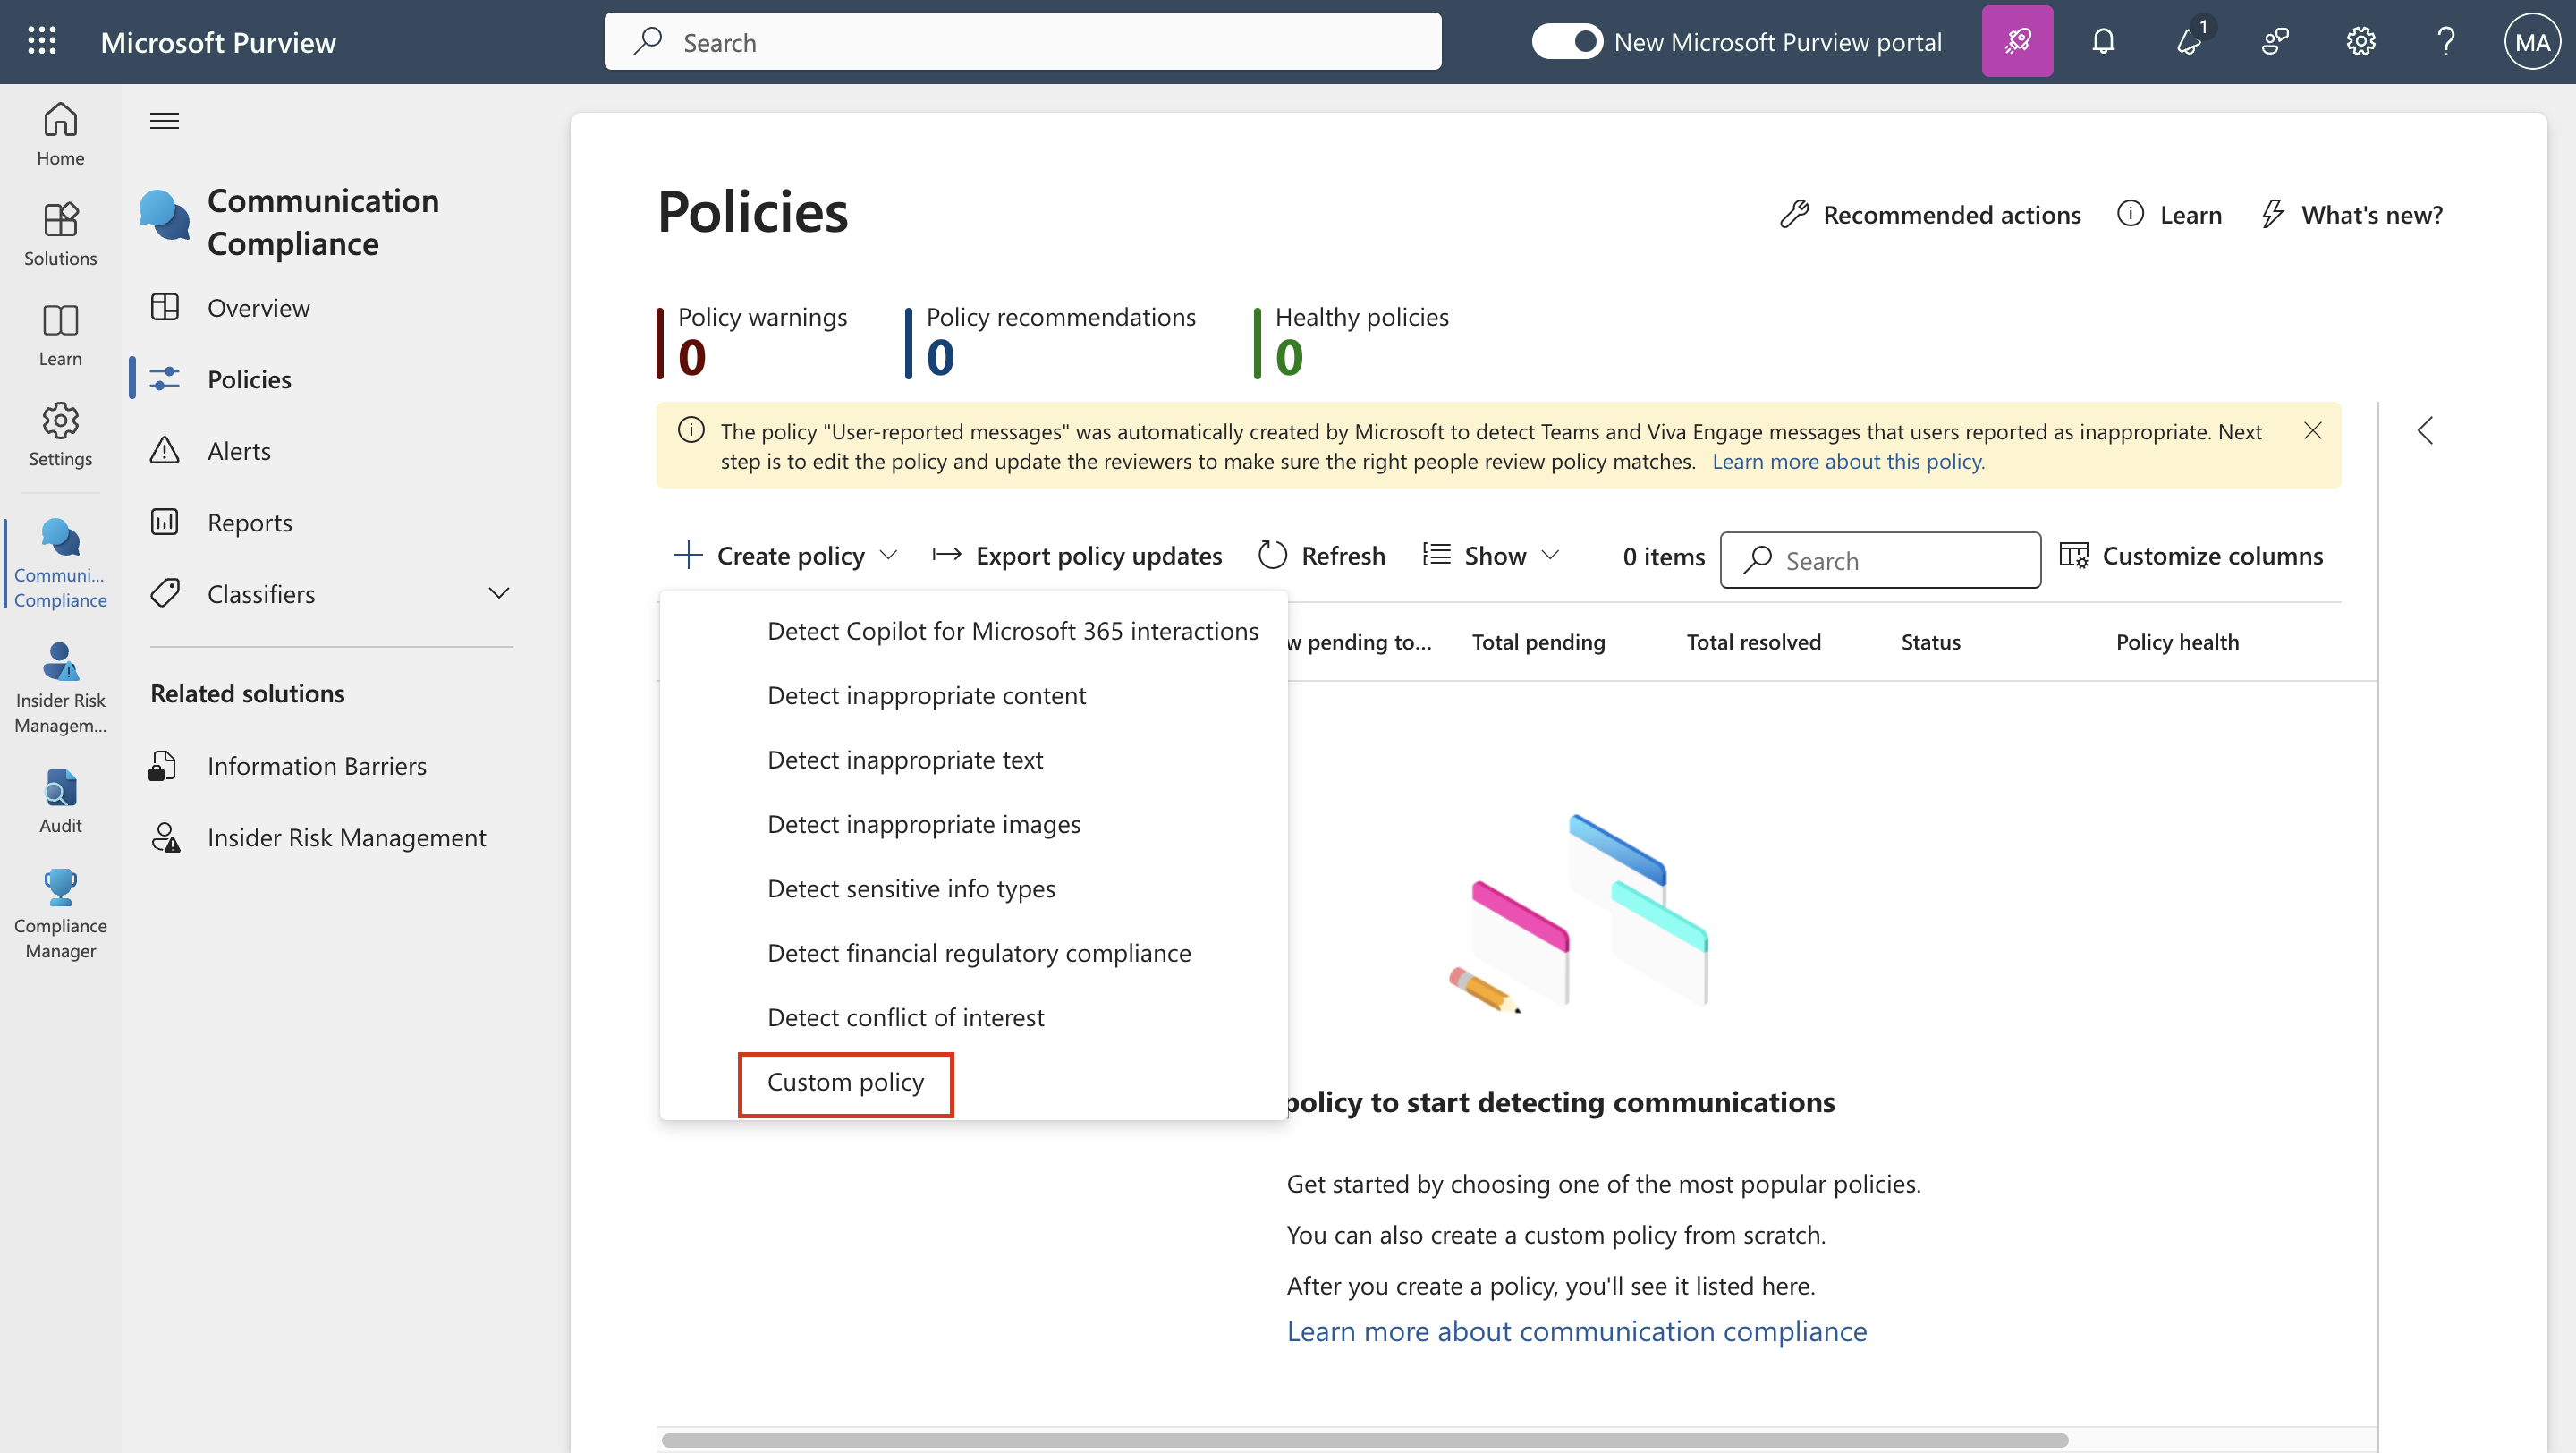 Microsoft Purview
Search
New Microsoft Purview portal
1
MA
Home
Solutions
Learn
Settings
Communi...
Compliance
Insider Risk
Managem...
Audit
Compliance
Manager
Communication
Compliance
Overview
Policies
Alerts
Reports
Classifiers
Related solutions
Information Barriers
Insider Risk Management
Policies
Recommended actions
Learn
What's new?
Policy warnings
0
Policy recommendations
0
Healthy policies
0
The policy "User-reported messages" was automatically created by Microsoft to detect Teams and Viva Engage messages that users reported as inappropriate. Next
step is to edit the policy and update the reviewers to make sure the right people review policy matches. Learn more about this policy.
Create policy
Export policy updates
Refresh
Show
0 items
Search
Customize columns
Detect Copilot for Microsoft 365 interactions
Detect inappropriate content
Detect inappropriate text
Detect inappropriate images
Detect sensitive info types
Detect financial regulatory compliance
Detect conflict of interest
Custom policy
w pending to...
Total pending
Total resolved
Status
Policy health
policy to start detecting communications
Get started by choosing one of the most popular policies.
You can also create a custom policy from scratch.
After you create a policy, you'll see it listed here.
Learn more about communication compliance